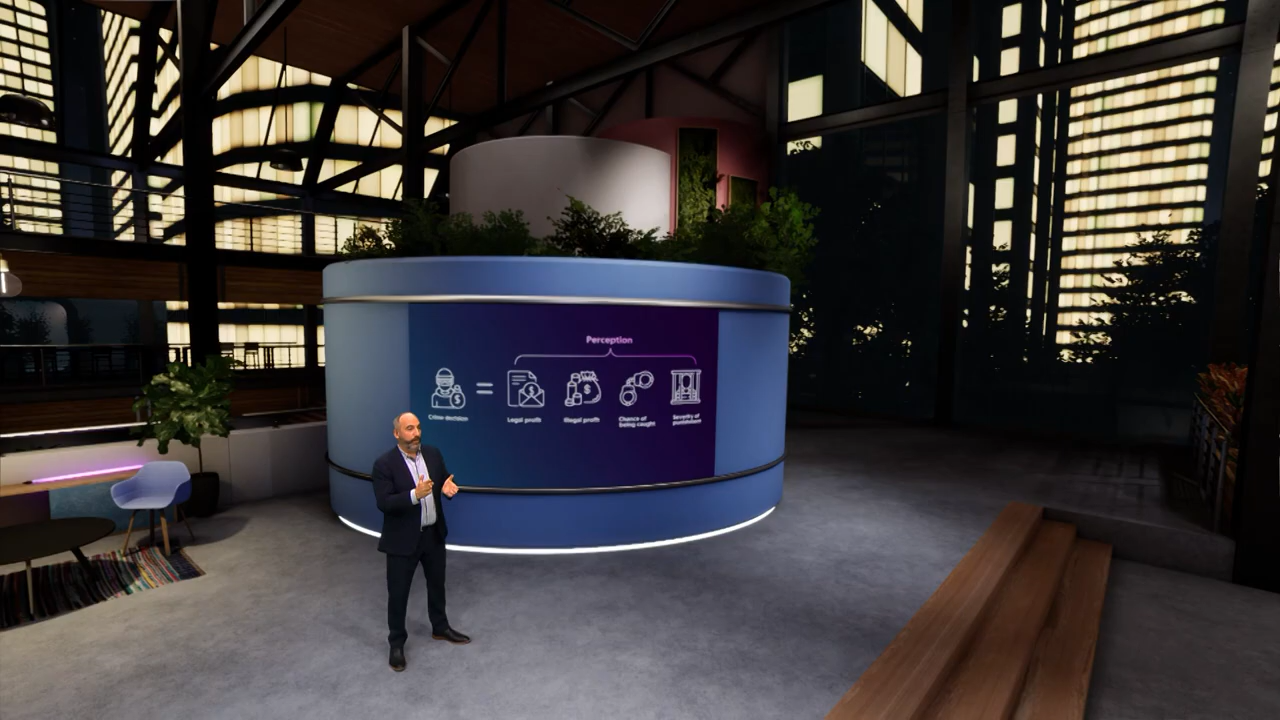 Perception
Crime decision
=
Legal profit
Illegal profit
Chance of
being caught
Severity of
punishment